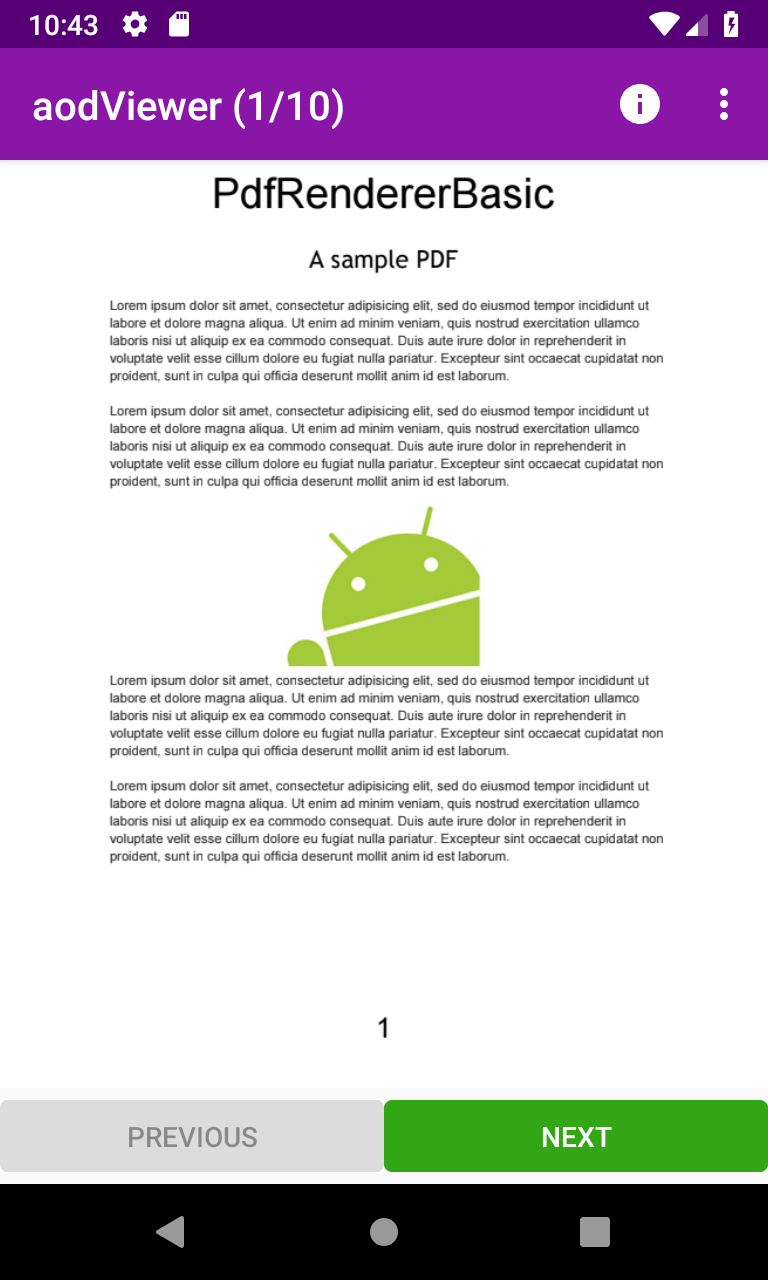 10:43
aodViewer (1/10)
PdfRendererBasic
A sample PDF
Lorem ipsum dolor sit amet, consectetur adipisicing elit, sed do eiusmod tempor incididunt ut
labore et dolore magna aliqua. Ut enim ad minim veniam, quis nostrud exercitation ullamco
laboris nisi ut aliquip ex ea commodo consequat. Duis aute irure dolor in reprehenderit in
voluptate velit esse cillum dolore eu fugiat nulla pariatur. Excepteur sint occaecat cupidatat non
proident, sunt in culpa qui officia deserunt mollit anim id est laborum.
Lorem ipsum dolor sit amet, consectetur adipisicing elit, sed do eiusmod tempor incididunt ut
labore et dolore magna aliqua. Ut enim ad minim veniam, quis nostrud exercitation ullamco
laboris nisi ut aliquip ex ea commodo consequat. Duis aute irure dolor in reprehenderit in
voluptate velit esse cillum dolore eu fugiat nulla pariatur. Excepteur sint occaecat cupidatat non
proident, sunt in culpa qui officia deserunt mollit anim id est laborum.
Lorem ipsum dolor sit amet, consectetur adipisicing elit, sed do eiusmod tempor incididunt ut
labore et dolore magna aliqua. Ut enim ad minim veniam, quis nostrud exercitation ullamco
laboris nisi ut aliquip ex ea commodo consequat. Duis aute irure dolor in reprehenderit in
voluptate velit esse cillum dolore eu fugiat nulla pariatur. Excepteur sint occaecat cupidatat non
proident, sunt in culpa qui officia deserunt mollit anim id est laborum.
Lorem ipsum dolor sit amet, consectetur adipisicing elit, sed do eiusmod tempor incididunt ut
labore et dolore magna aliqua. Ut enim ad minim veniam, quis nostrud exercitation ullamco
laboris nisi ut aliquip ex ea commodo consequat. Duis aute irure dolor in reprehenderit in
voluptate velit esse cillum dolore eu fugiat nulla pariatur. Excepteur sint occaecat cupidatat non
proident, sunt in culpa qui officia deserunt mollit anim id est laborum.
1
PREVIOUS
NEXT